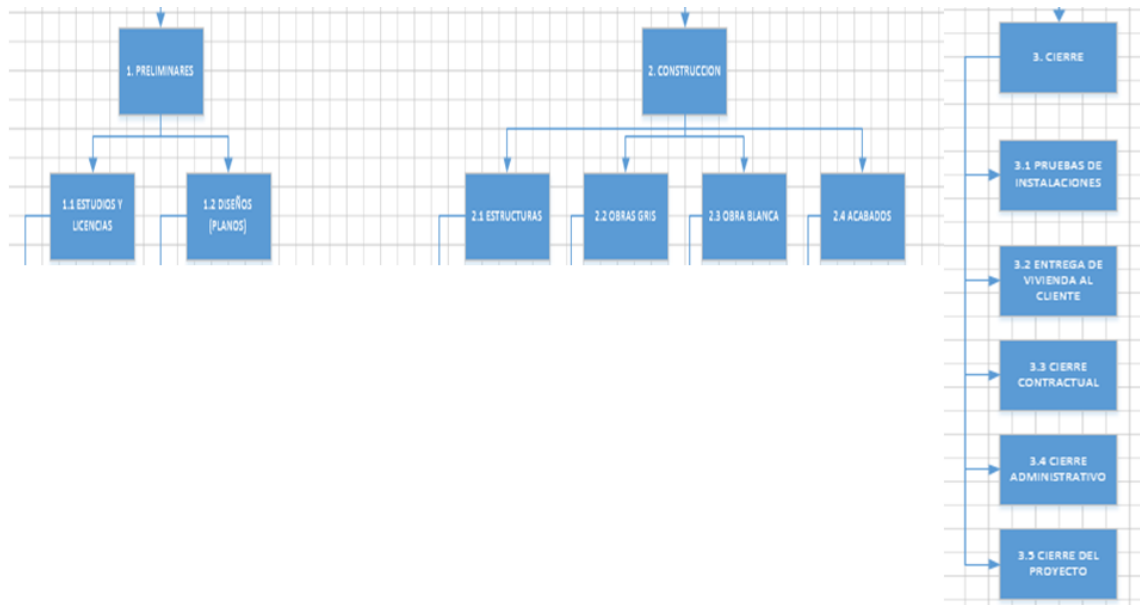 1. PRELIMINARES
1.1 ESTUDIOS Y
LICENCIAS
1.2 DISEÑOS
(PLANOS)
2. CONSTRUCCION
2.1 ESTRUCTURAS
2.2 OBRAS GRIS
2.3 OBRA BLANCA
2.4 ACABADOS
3. CIERRE
3.1 PRUEBAS DE
INSTALACIONES
3.2 ENTREGA DE
VIVIENDA AL
CLIENTE
3.3 CIERRE
CONTRACTUAL
3.4 CIERRE
ADMINISTRATIVO
3.5 CIERRE DEL
PROYECTO